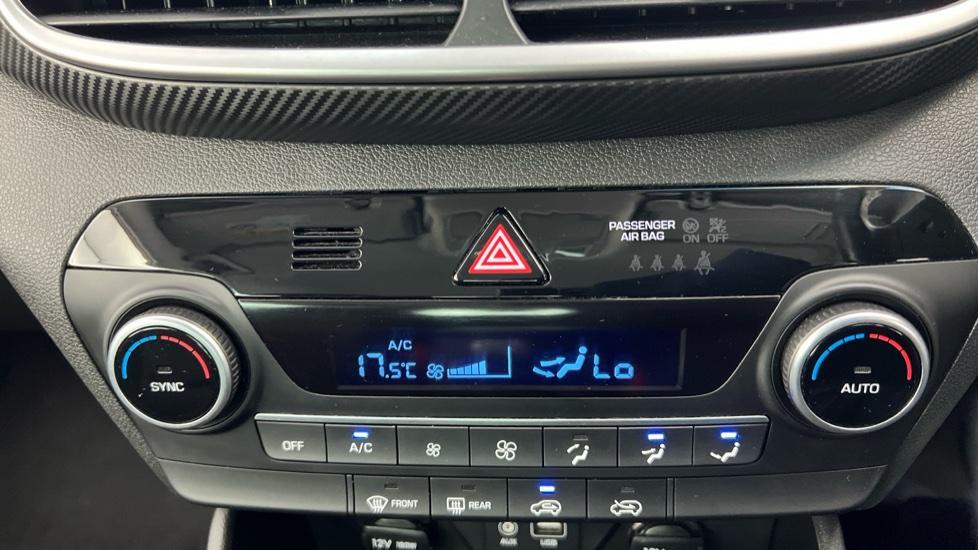 PASSENGER
AIR BAG ON OFF
A/C
17.5°C Lo
SYNC
AUTO
OFF A/C
FRONT REAR
12V AUX USB